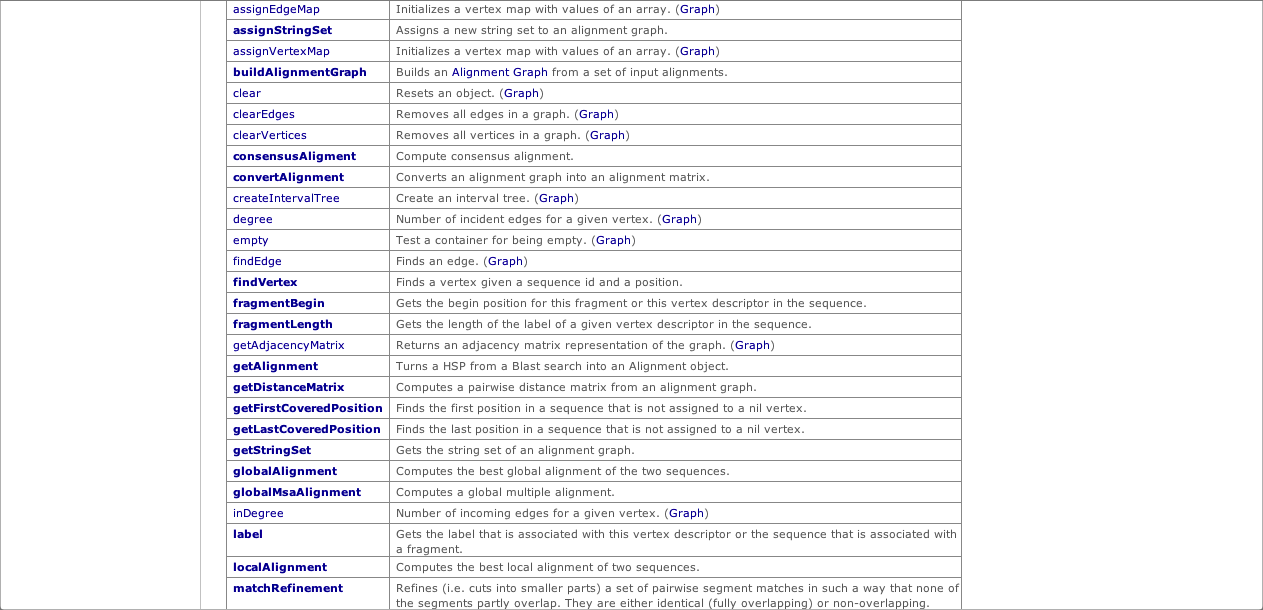 assignEdgeMap Initializes a vertex map with values of an array. (Graph)
assignStringSet Assigns a new string set to an alignment graph.
assignVertexMap Initializes a vertex map with values of an array. (Graph)
buildAlignmentGraph Builds an Alignment Graph from a set of input alignments.
clear Resets an object. (Graph)
clearEdges Removes all edges in a graph. (Graph)
clearVertices Removes all vertices in a graph. (Graph)
consensusAligment Compute consensus alignment.
convertAlignment Converts an alignment graph into an alignment matrix.
createIntervalTree Create an interval tree. (Graph)
degree Number of incident edges for a given vertex. (Graph)
empty Test a container for being empty. (Graph)
findEdge Finds an edge. (Graph)
findVertex Finds a vertex given a sequence id and a position.
fragmentBegin Gets the begin position for this fragment or this vertex descriptor in the sequence.
fragmentLength Gets the length of the label of a given vertex descriptor in the sequence.
getAdjacencyMatrix Returns an adjacency matrix representation of the graph. (Graph)
getAlignment Turns a HSP from a Blast search into an Alignment object.
getDistanceMatrix Computes a pairwise distance matrix from an alignment graph.
getFirstCoveredPosition Finds the first position in a sequence that is not assigned to a nil vertex.
getLastCoveredPosition Finds the last position in a sequence that is not assigned to a nil vertex.
getStringSet Gets the string set of an alignment graph.
globalAlignment Computes the best global alignment of the two sequences.
globalMsaAlignment Computes a global multiple alignment.
inDegree Number of incoming edges for a given vertex. (Graph)
label Gets the label that is associated with this vertex descriptor or the sequence that is associated with
a fragment.
localAlignment Computes the best local alignment of two sequences.
matchRefinement Refines (i.e. cuts into smaller parts) a set of pairwise segment matches in such a way that none of
the segments partly overlap. They are either identical (fully overlapping) or non-overlapping.